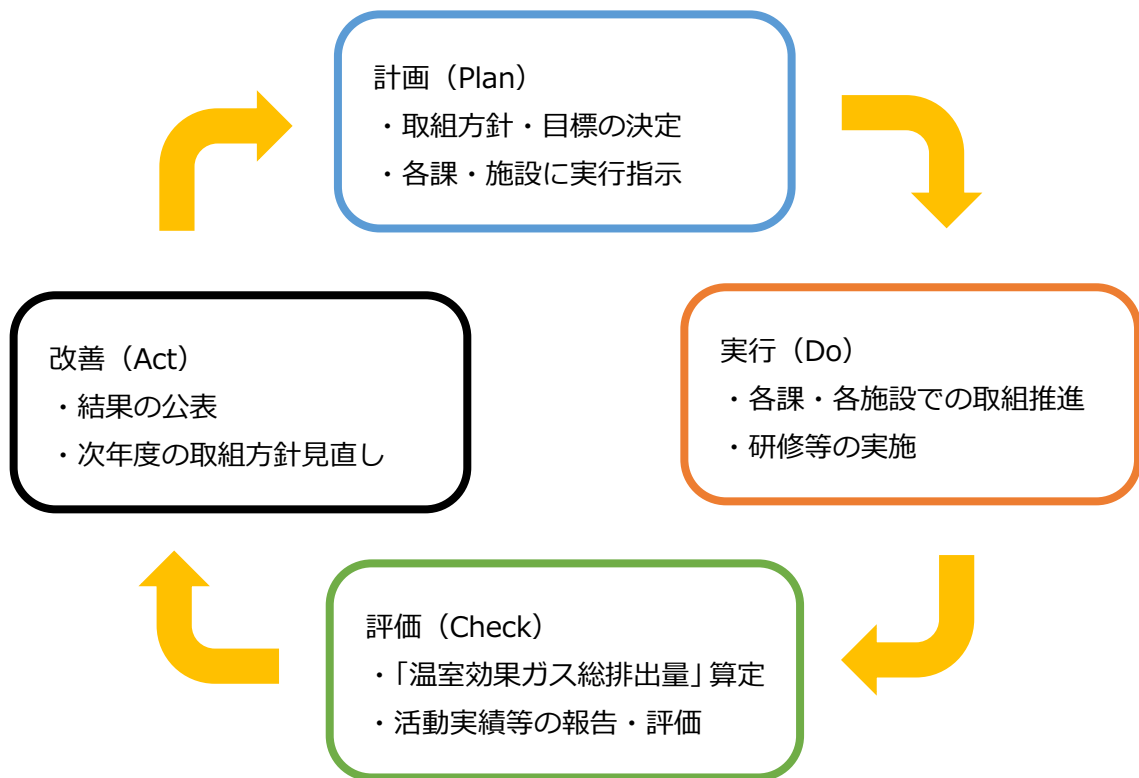 計画（Plan）
・取組方針・目標の決定
・各課・施設に実行指示
実行（Do）
・各課・各施設での取組推進
・研修等の実施
評価（Check）
・「温室効果ガス総排出量」算定
・活動実績等の報告・評価
改善（Act）
・結果の公表
・次年度の取組方針見直し